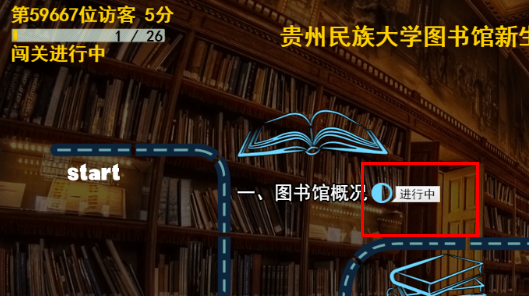 第59667位访客 5分
1 / 26
闯关进行中
贵州民族大学图书馆新生
start
一、图书馆概况
进行中